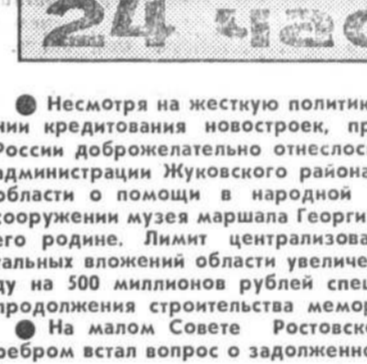 24 час
● Несмотря на жесткую политик
нии кредитования новостроек, пр
России доброжелательно отнеслос
администрации Жуковского района
области о помощи в народной
сооружении музея маршала Георги
его родине. Лимит централизова
тальных вложений области увеличе
ду на 500 миллионов рублей спец
продолжения строительства мемор
● На малом Совете Ростовск
ребром встал вопрос о задолженно